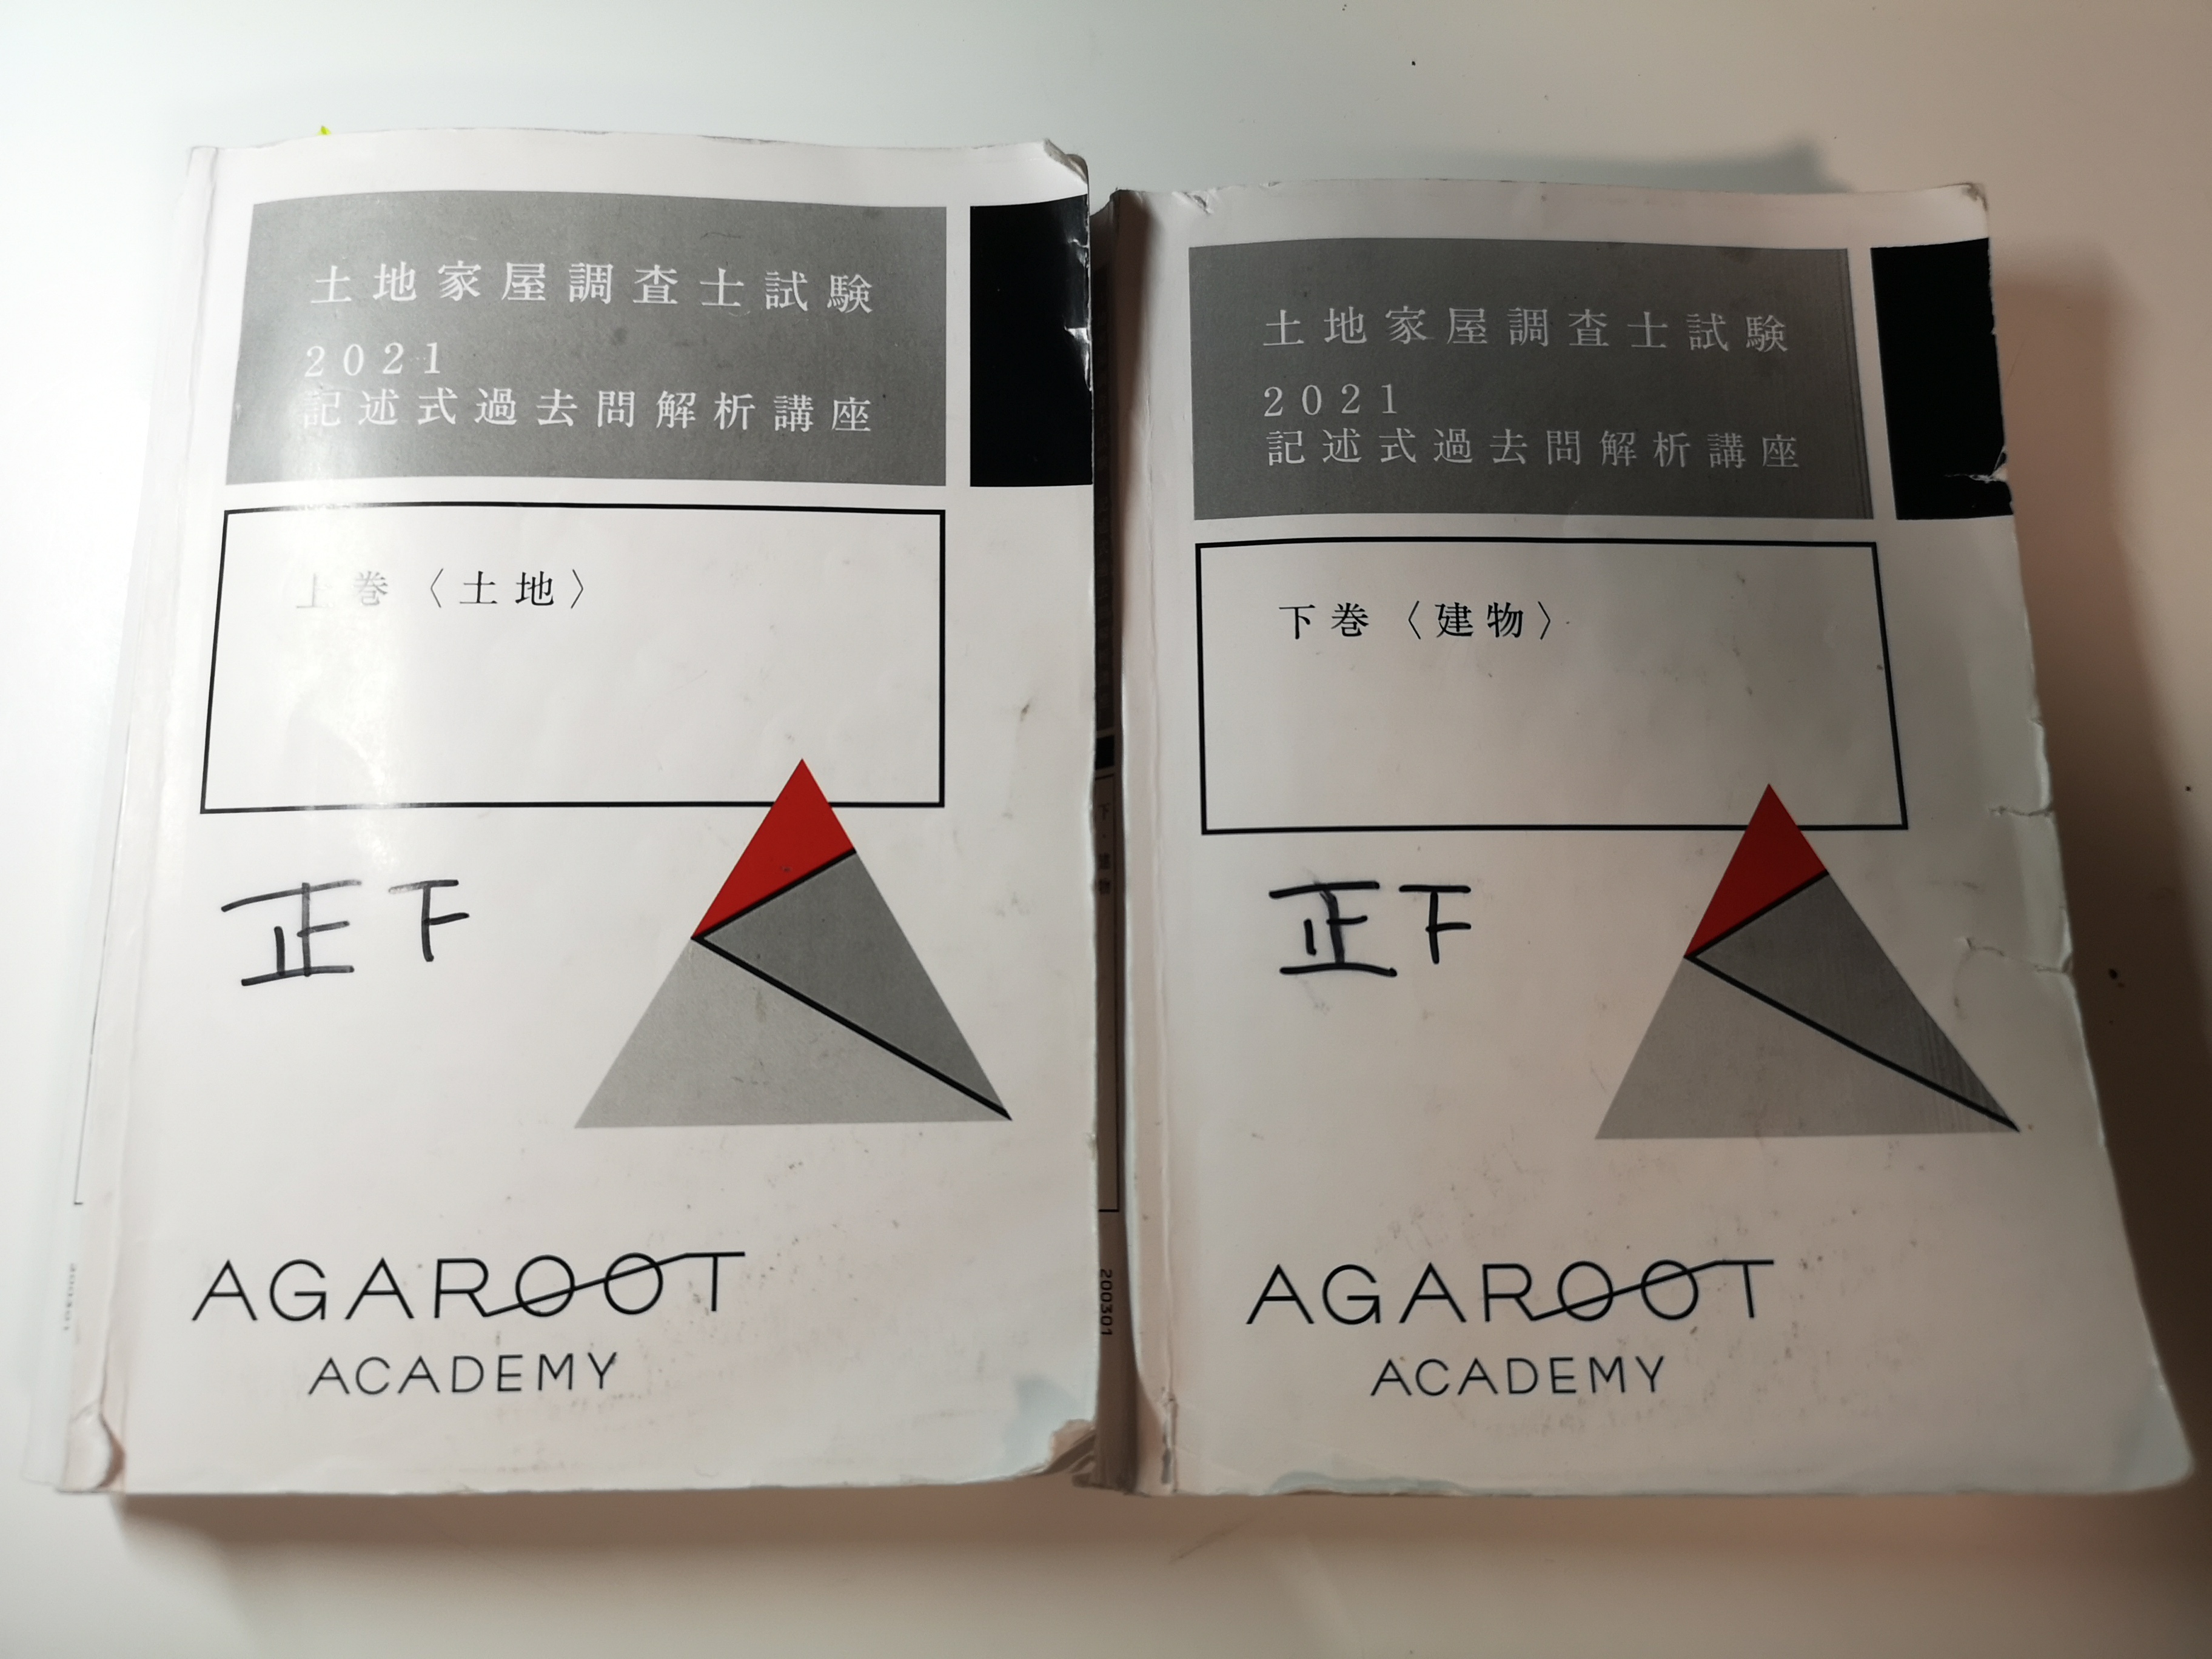 土地家屋調査士試験
2021
記述式過去問解析講座
上巻〈土地〉
正下
AGAROOT
ACADEMY
土地家屋調査士試験
2021
記述式過去問解析講座
下巻〈建物〉
正下
AGAROOT
ACADEMY
200301